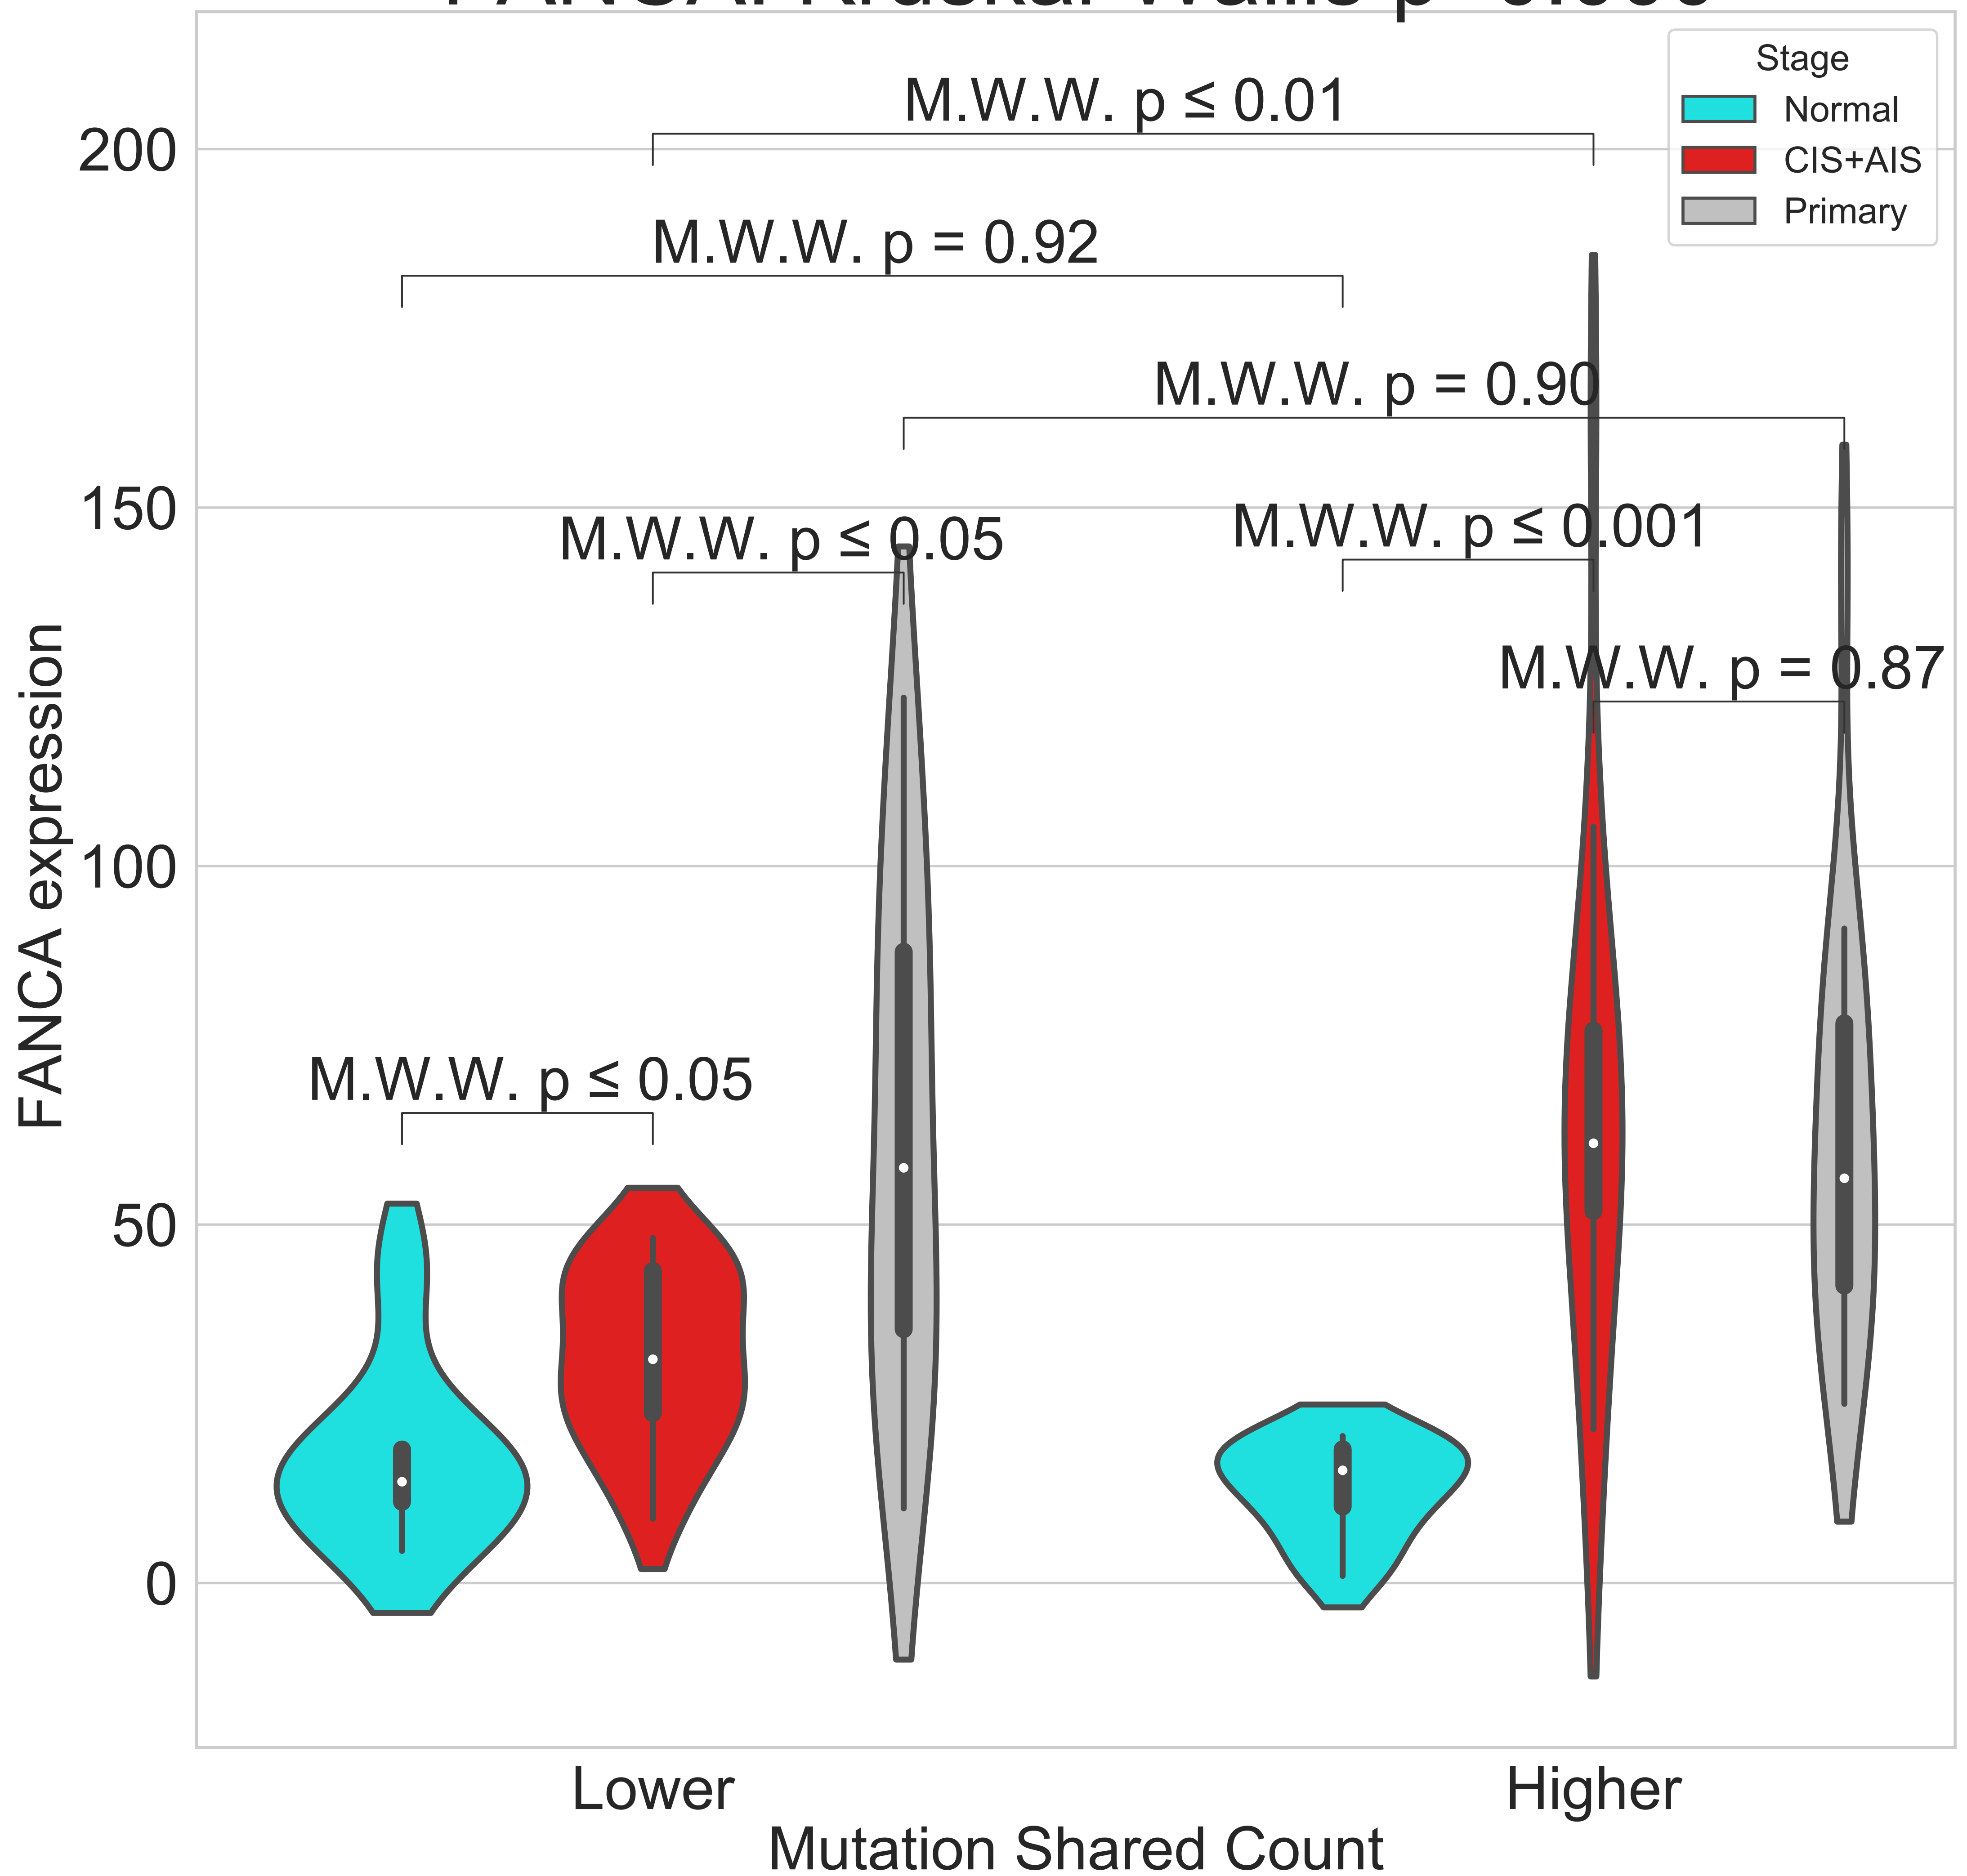 Stage
Normal
CIS+AIS
Primary
M.W.W. p ≤ 0.01
200
M.W.W. p = 0.92
M.W.W. p = 0.90
150
M.W.W. p ≤ 0.05
M.W.W. p ≤ 0.001
M.W.W. p = 0.87
100
FANCA expression
M.W.W. p ≤ 0.05
50
0
Lower
Higher
Mutation Shared Count